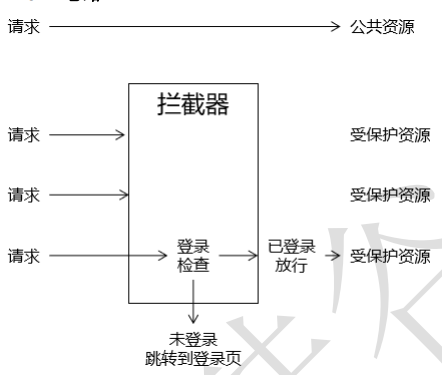 请求 公共资源
拦截器
请求 受保护资源
请求 受保护资源
请求 登录 已登录 受保护资源
检查 放行
未登录
跳转到登录页